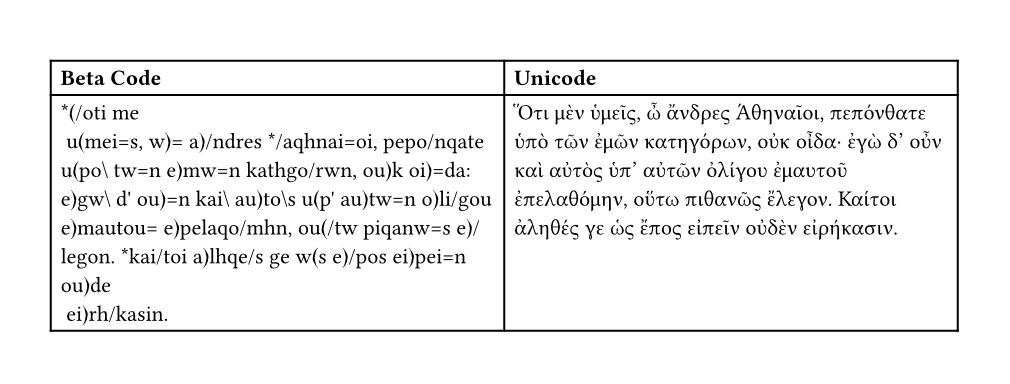 Beta Code
*(/oti me
u(mei=s, w)= a)/ndres */aqhnai=oi, pepo/nqate
u(po\ tw=n e)mw=n kathgo/rwn, ou)k oi)=da:
e)gw\ d' ou)=n kai\ au)to\s u(p' au)tw=n o)li/gou
e)mautou= e)pelaqo/mhn, ou(/tw piqanw=s e)/
legon. *kai/toi a)lhqe/s ge w(s e)/pos ei)pei=n
ou)de
ei)rh/kasin.
Unicode
Ὅτι μὲν ὑμεῖς, ὦ ἄνδρες Ἀθηναῖοι, πεπόνθατε
ὑπὸ τῶν ἐμῶν κατηγόρων, οὐκ οἶδα· ἐγὼ δ’ οὖν
καὶ αὐτὸς ὑπ’ αὐτῶν ὀλίγου ἐμαυτοῦ
ἐπελαθόμην, οὕτω πιθανῶς ἔλεγον. Καίτοι
ἀληθές γε ὡς ἔπος εἰπεῖν οὐδὲν εἰρήκασιν.